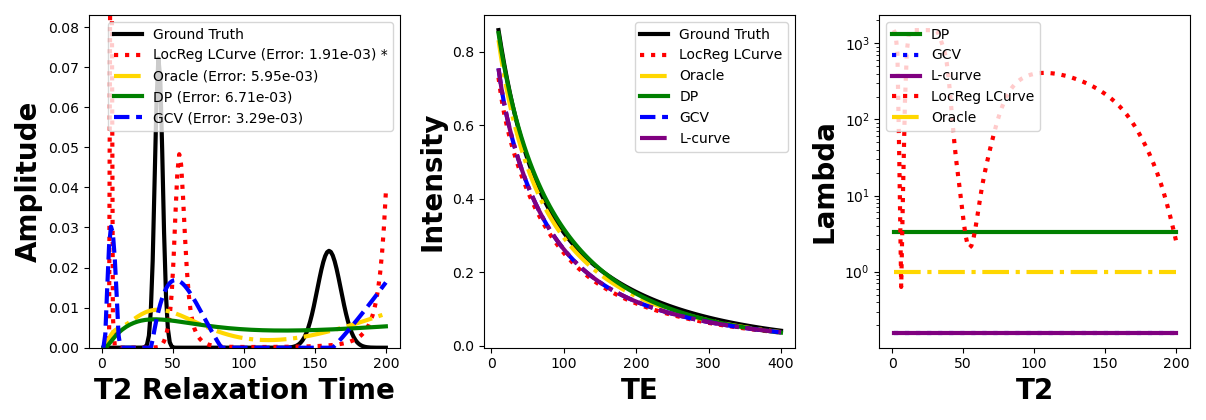 Amplitude
0.08
0.07
0.06
0.05
0.04
0.03
0.02
0.01
0.00
Ground Truth
LocReg LCurve (Error: 1.91e-03) *
Oracle (Error: 5.95e-03)
DP (Error: 6.71e-03)
GCV (Error: 3.29e-03)
0 50 100 150 200
T2 Relaxation Time
Intensity
0.8
0.6
0.4
0.2
0.0
Ground Truth
LocReg LCurve
Oracle
DP
GCV
L-curve
0 100 200 300 400
TE
Lambda
10³
10²
10¹
10⁰
DP
GCV
L-curve
LocReg LCurve
Oracle
0 50 100 150 200
T2